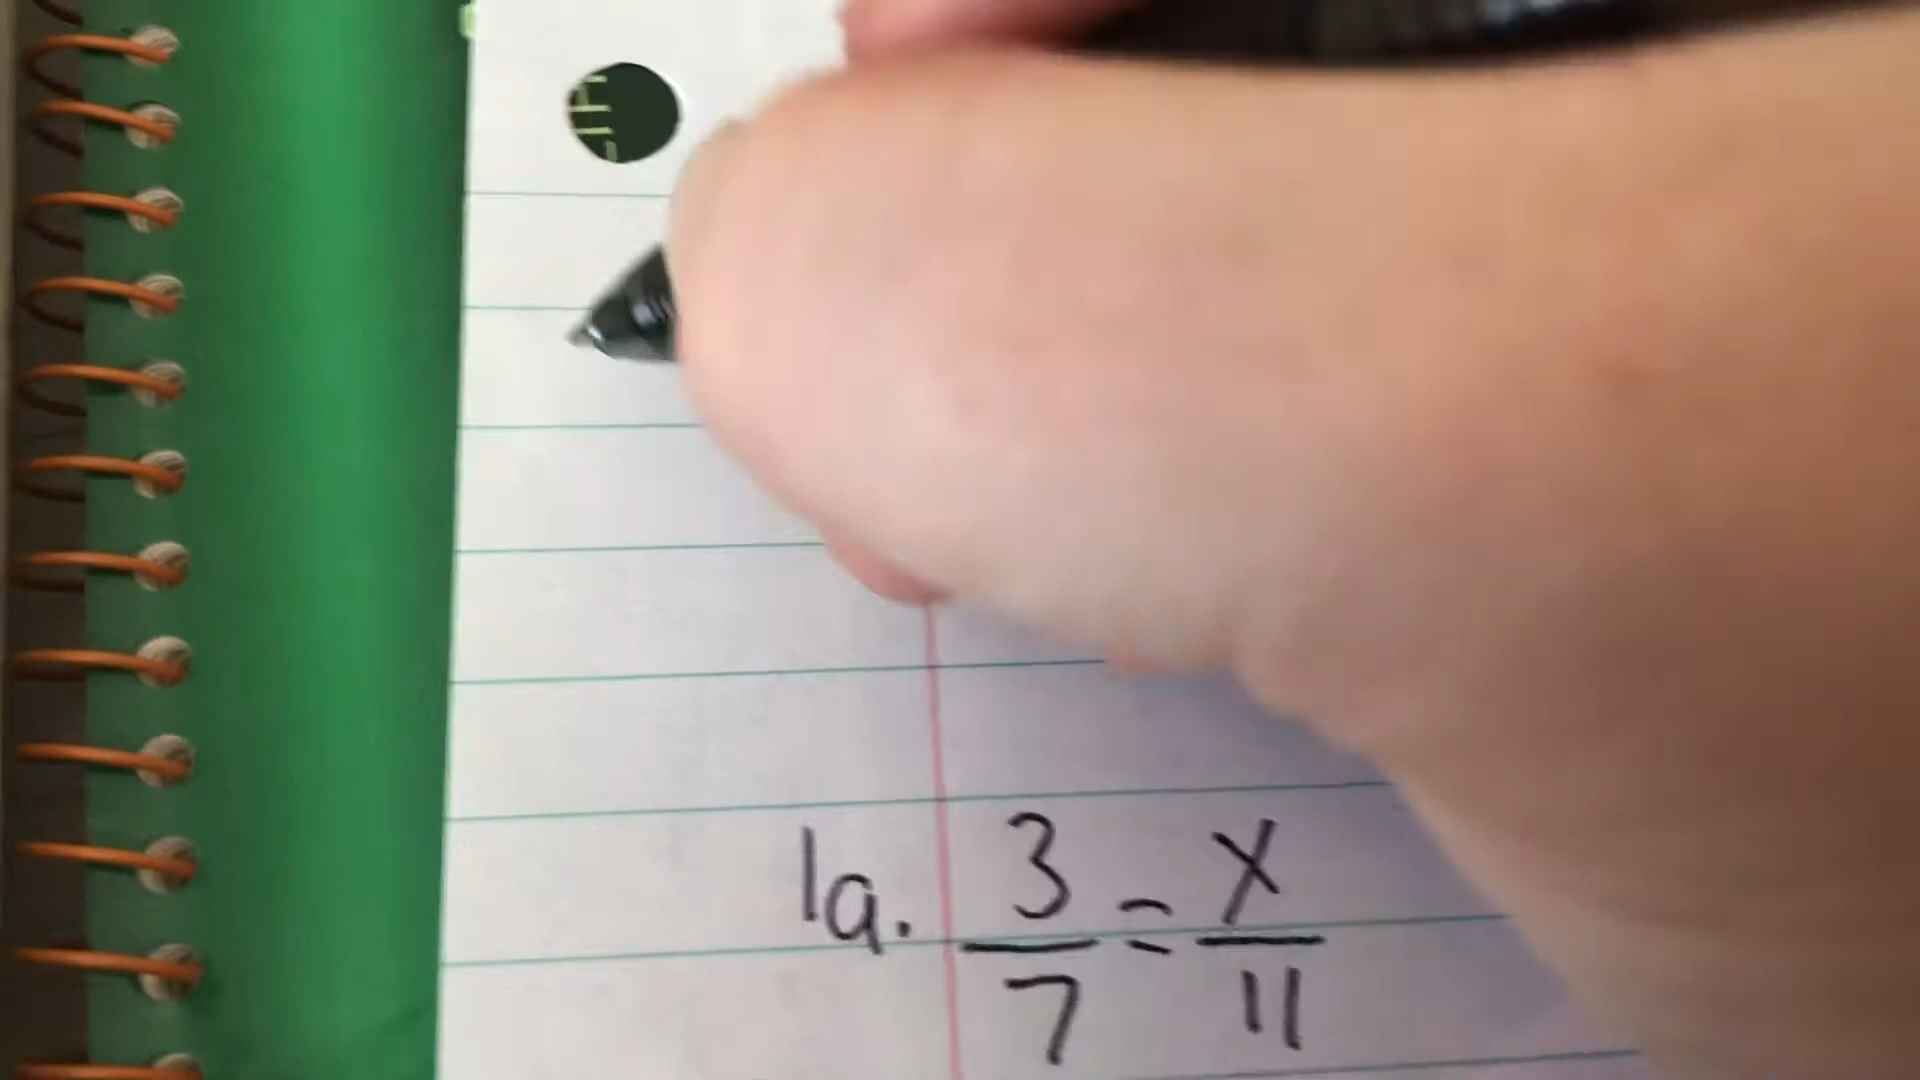 1a. 3/7 = x/11